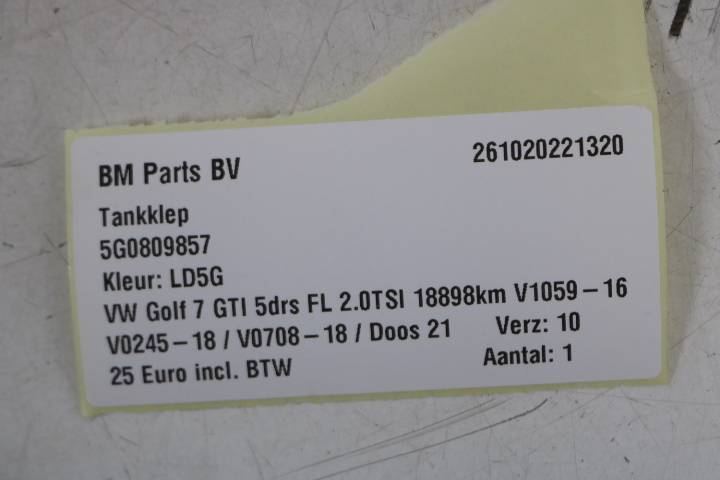 BM Parts BV 261020221320
Tankklep
5G0809857
Kleur: LD5G
VW Golf 7 GTI 5drs FL 2.0TSI 18898km V1059-16
V0245-18 / V0708-18 / Doos 21 Verz: 10
25 Euro incl. BTW Aantal: 1